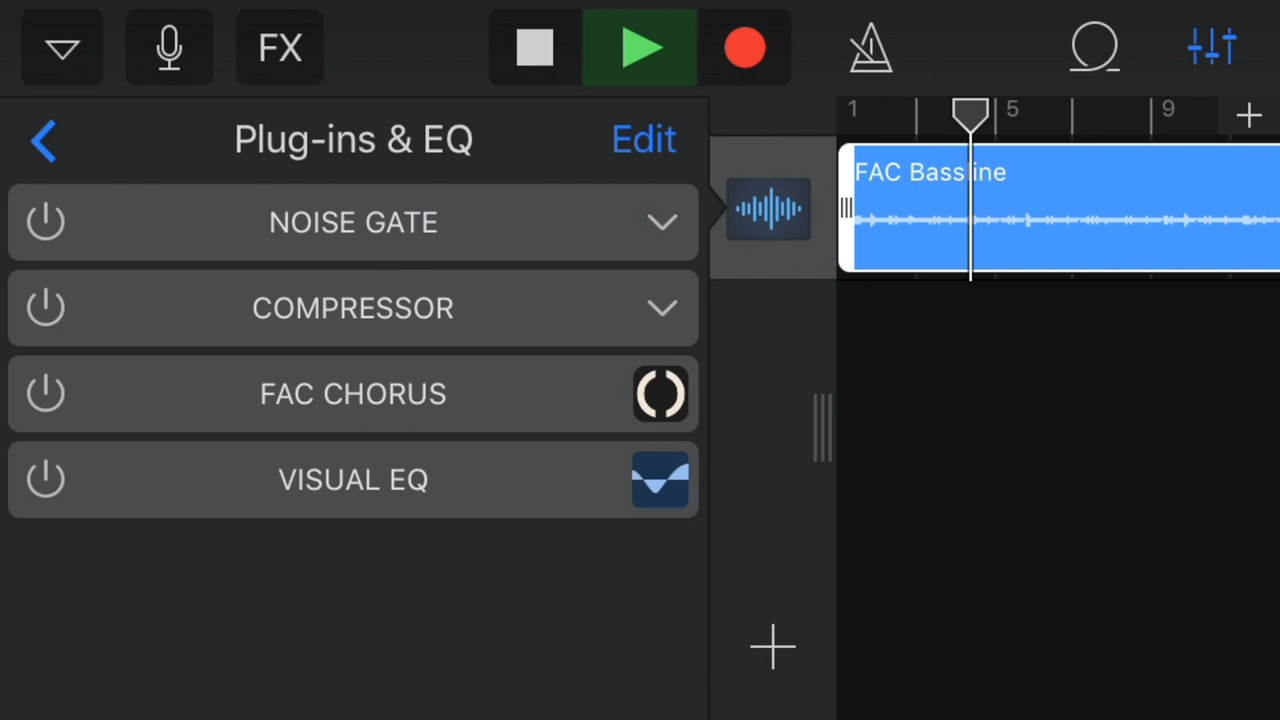 FX
1
5
9
Plug-ins & EQ
Edit
FAC Bassline
NOISE GATE
COMPRESSOR
FAC CHORUS
VISUAL EQ